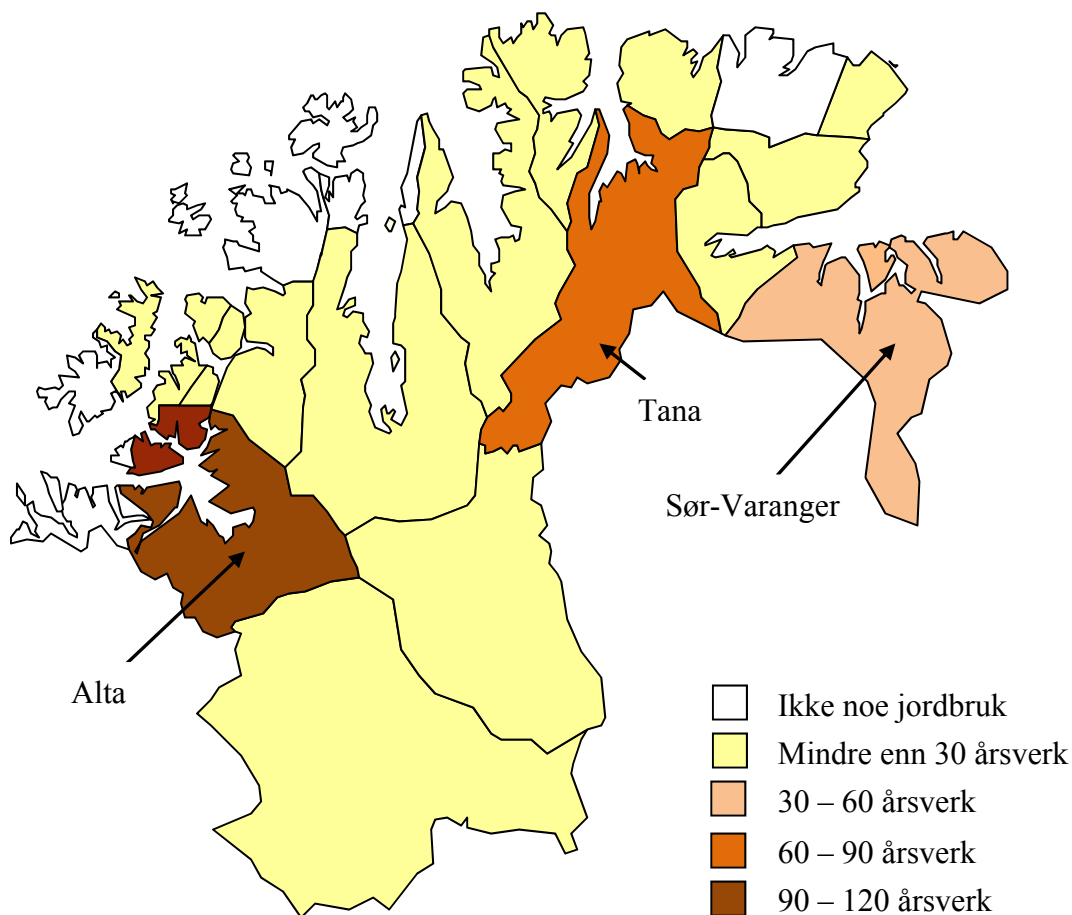 Tana
Sør-Varanger
Alta
Ikke noe jordbruk
Mindre enn 30 årsverk
30 – 60 årsverk
60 – 90 årsverk
90 – 120 årsverk